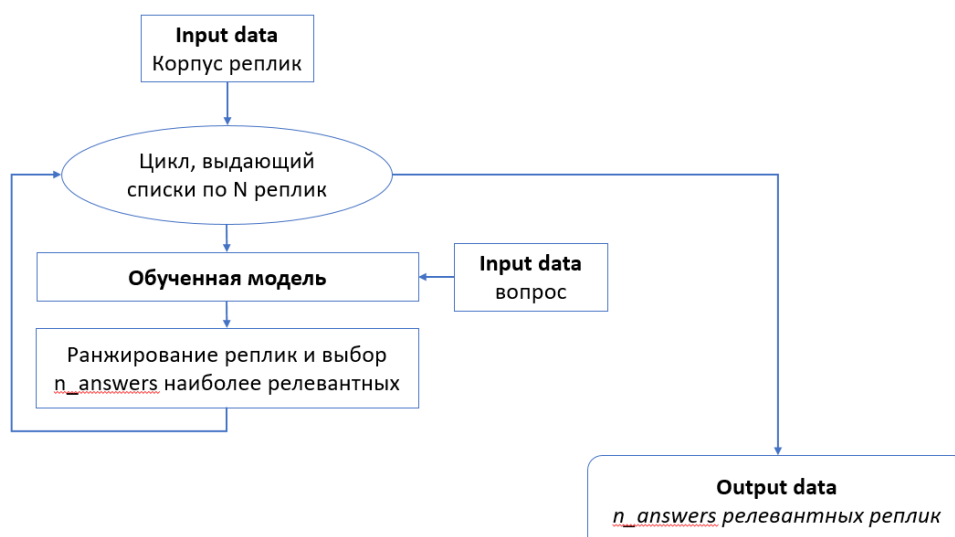 Input data
Корпус реплик
Цикл, выдающий
списки по N реплик
Обученная модель
Input data
вопрос
Ранжирование реплик и выбор
n_answers наиболее релевантных
Output data
n_answers релевантных реплик